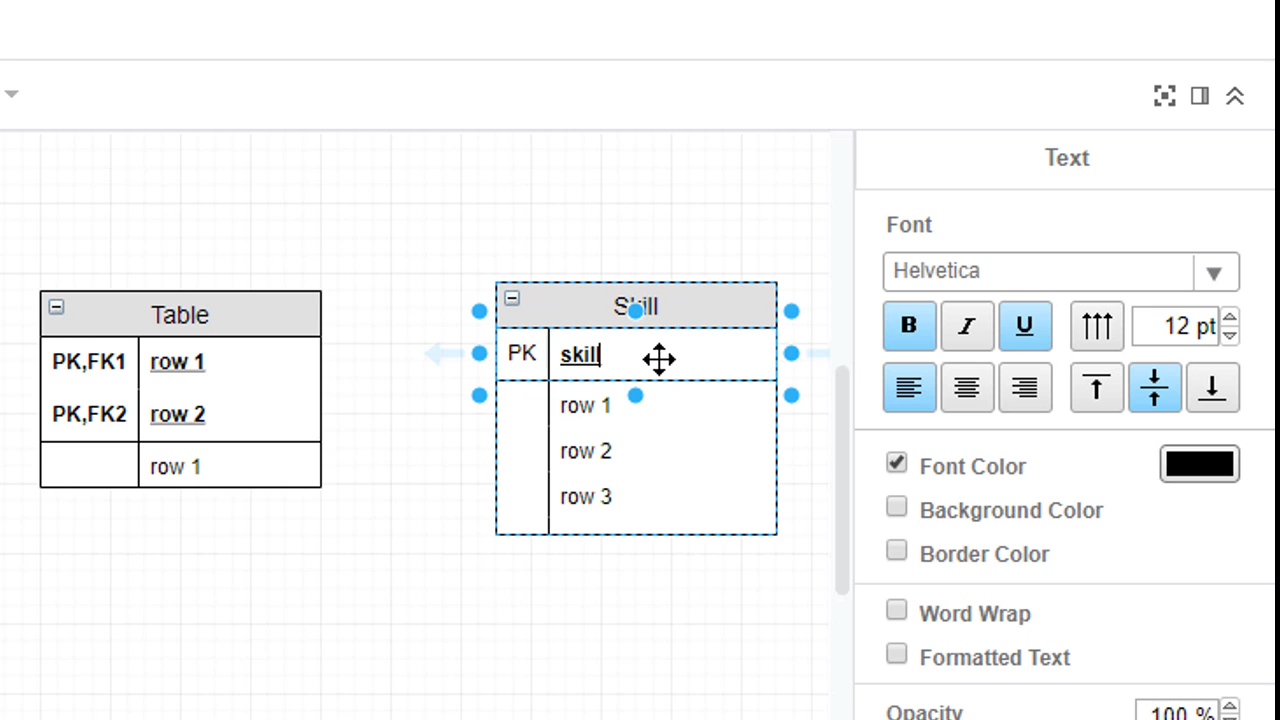 Text
Font
Helvetica
B I U 12 pt
Font Color
Background Color
Border Color
Word Wrap
Formatted Text
Opacity 100 %
Table
PK,FK1 row 1
PK,FK2 row 2
row 1
Skill
PK skill
row 1
row 2
row 3